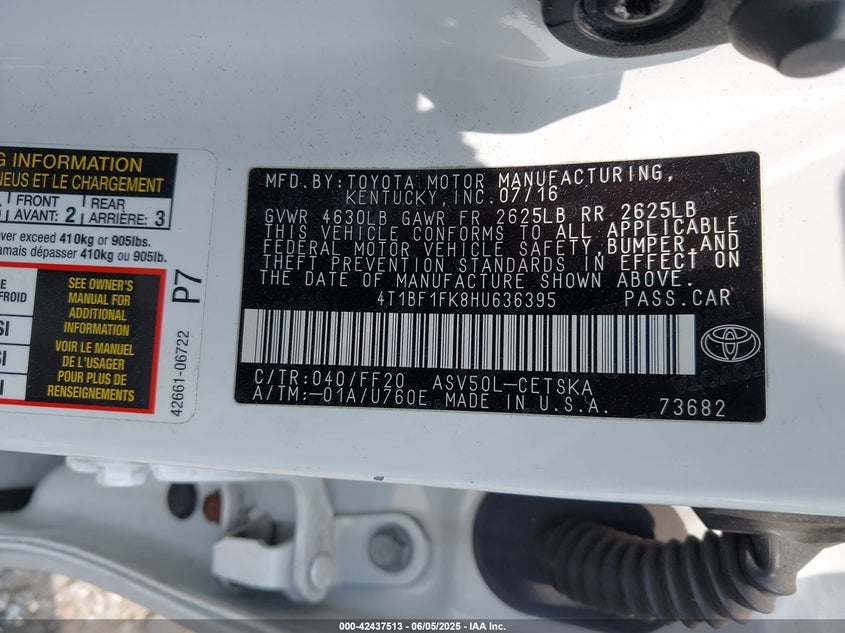 G INFORMATION
NEUS ET LE CHARGEMENT
FRONT
AVANT: 2
REAR
ARRIÈRE: 3
ver exceed 410kg or 905lbs.
amais dépasser 410kg ou 905lb.
FROID
SI
SI
SI
SEE OWNER'S
MANUAL FOR
ADDITIONAL
INFORMATION
VOIR LE MANUEL
DE L'USAGER
POUR PLUS DE
RENSEIGNEMENTS
P7
42661-06722
MFD.BY:TOYOTA MOTOR MANUFACTURING,
KENTUCKY,INC.07/16
GVWR 4630LB GAWR FR 2625LB RR 2625LB
THIS VEHICLE CONFORMS TO ALL APPLICABLE
FEDERAL MOTOR VEHICLE SAFETY,BUMPER,AND
THEFT PREVENTION STANDARDS IN EFFECT ON
THE DATE OF MANUFACTURE SHOWN ABOVE.
4T1BF1FK8HU636395 PASS.CAR
C/TR:040/FF20 ASV50L-CETSKA
A/TM:-01A/U760E MADE IN U.S.A. 73682
000-42437513 - 06/05/2025 - IAA Inc.